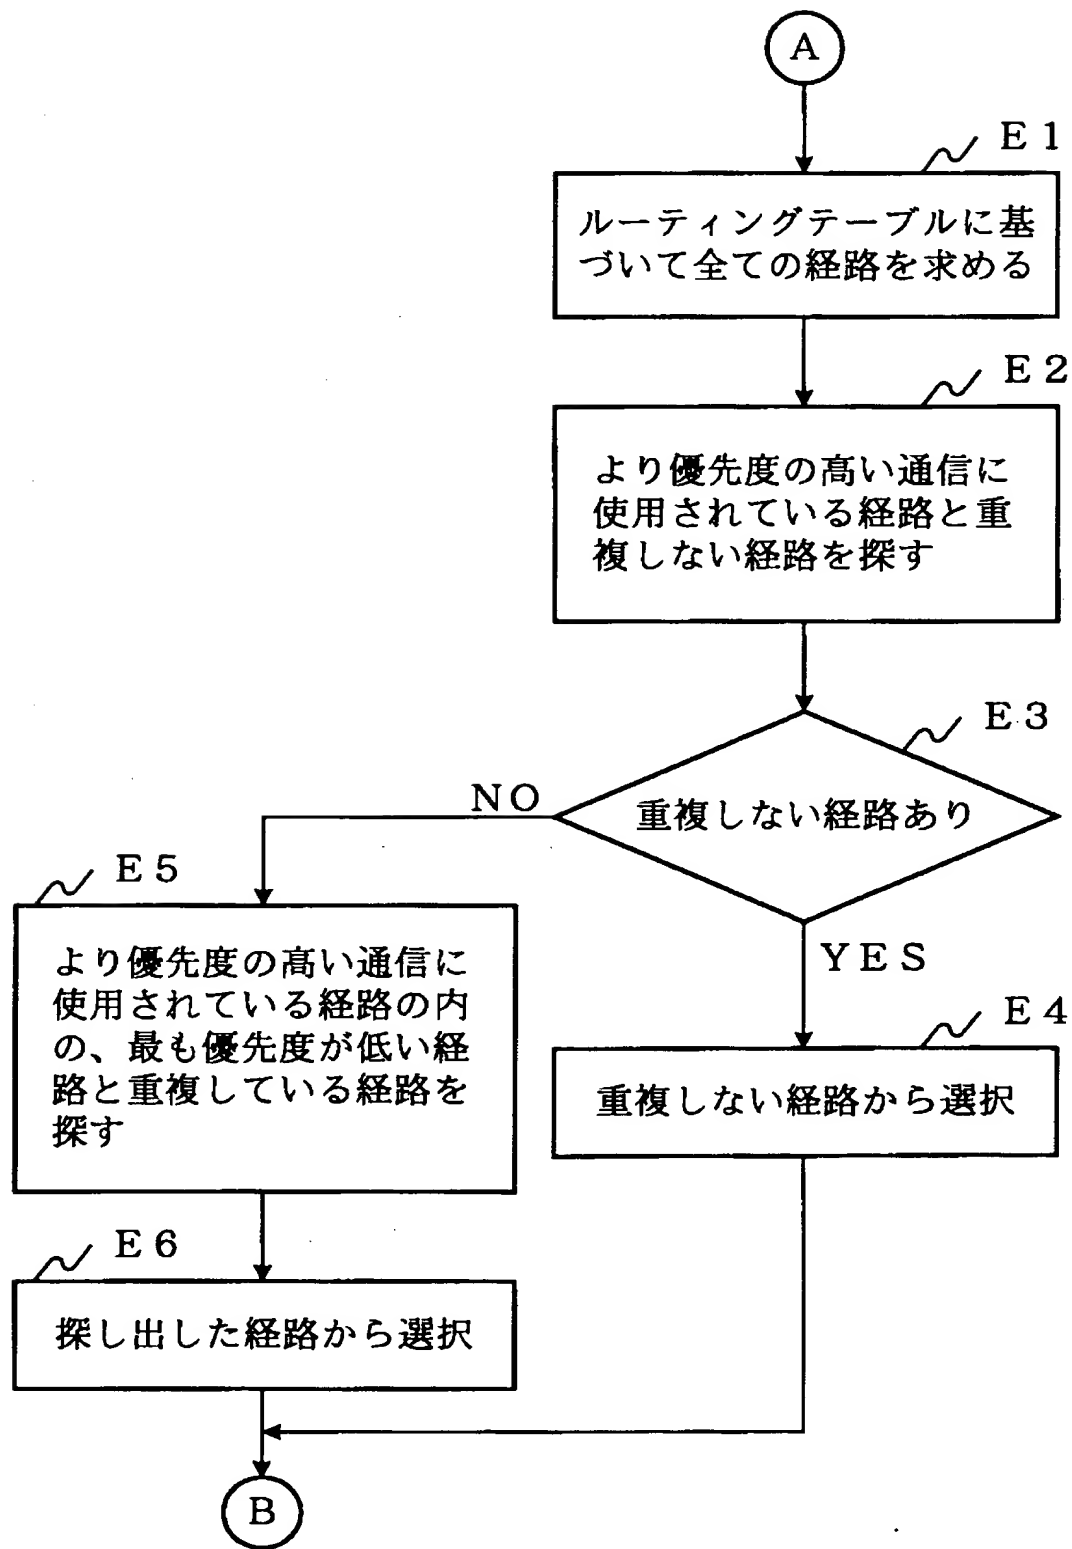 A
E1
ルーティングテーブルに基
づいて全ての経路を求める
E2
より優先度の高い通信に
使用されている経路と重
複しない経路を探す
E3
重複しない経路あり
NO
YES
E5
より優先度の高い通信に
使用されている経路の内
の、最も優先度が低い経
路と重複している経路を
探す
E4
重複しない経路から選択
E6
探し出した経路から選択
B